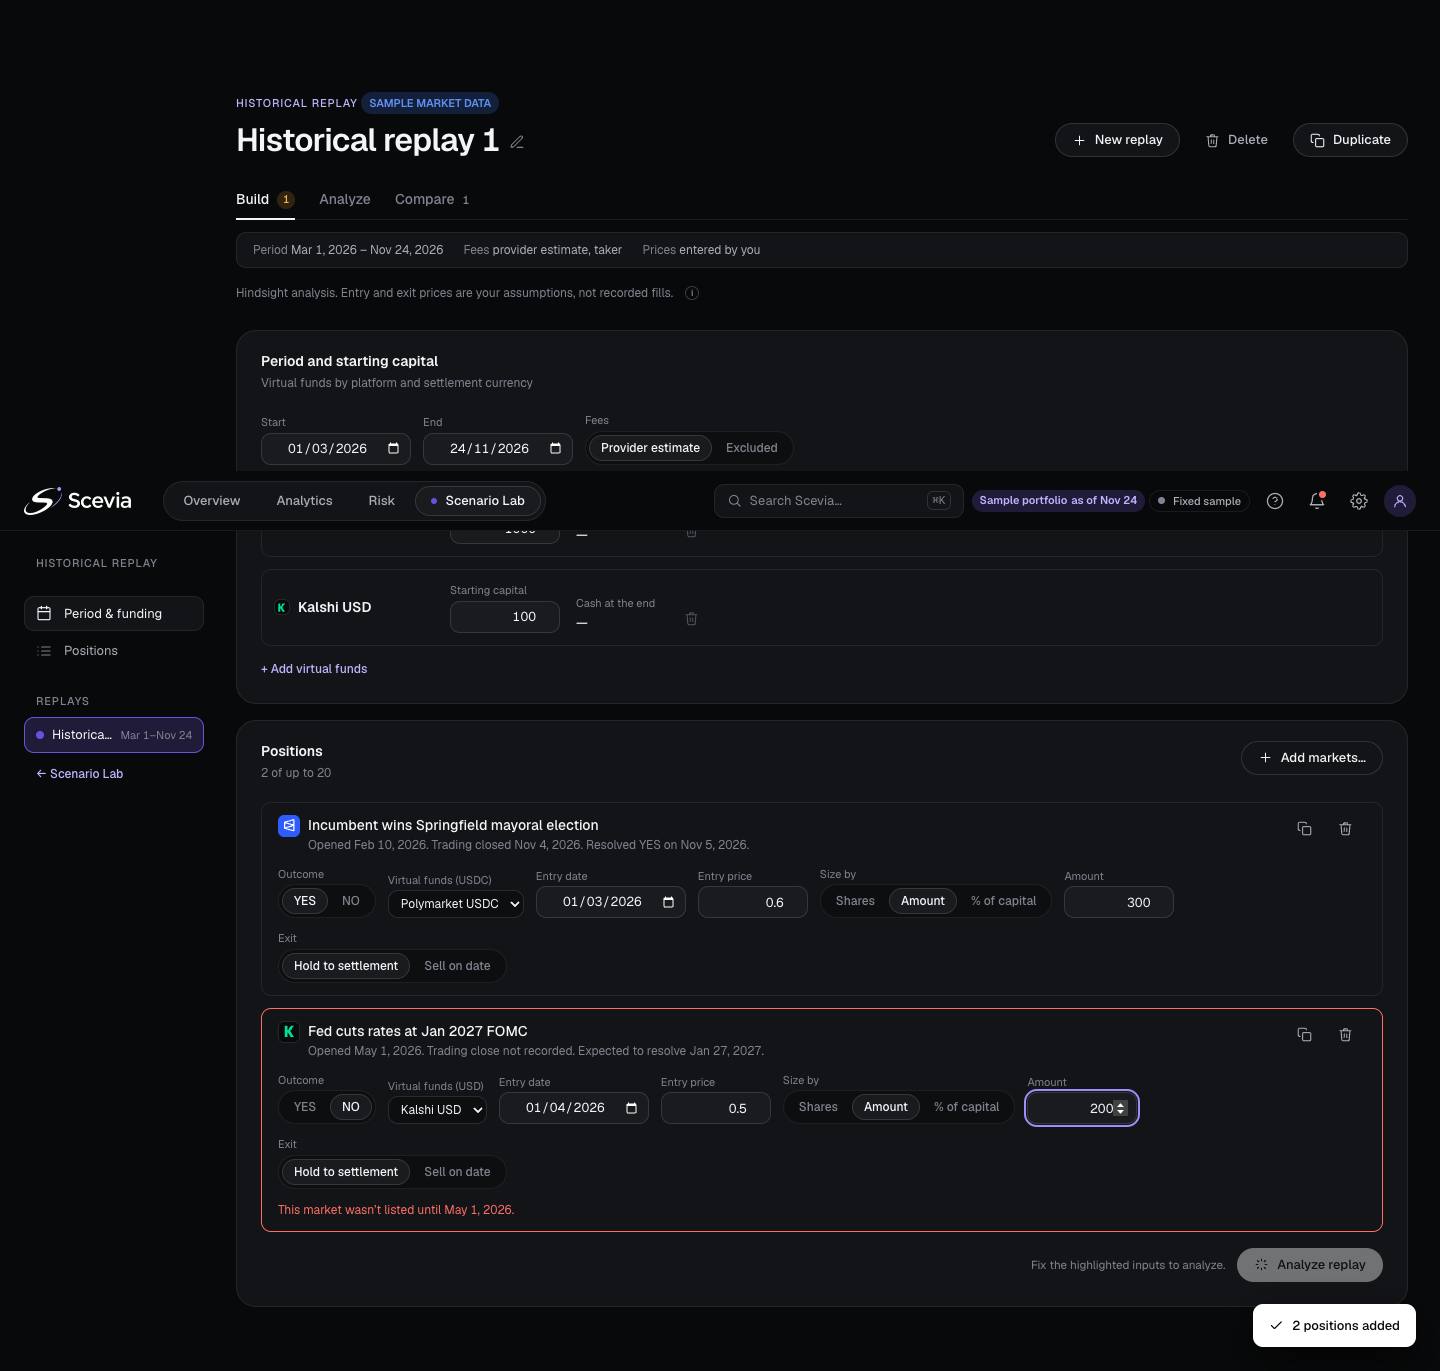 HISTORICAL REPLAY SAMPLE MARKET DATA
Historical replay 1
New replay Delete Duplicate
Build 1 Analyze Compare 1
Period Mar 1, 2026 – Nov 24, 2026 Fees provider estimate, taker Prices entered by you
Hindsight analysis. Entry and exit prices are your assumptions, not recorded fills.
Period and starting capital
Virtual funds by platform and settlement currency
Start End Fees
01/03/2026 24/11/2026 Provider estimate Excluded
Scevia Overview Analytics Risk Scenario Lab Search Scevia… ⌘K Sample portfolio as of Nov 24 Fixed sample
—
HISTORICAL REPLAY
Period & funding
Positions
REPLAYS
Historica… Mar 1–Nov 24
← Scenario Lab
Starting capital
K Kalshi USD 100 Cash at the end
—
+ Add virtual funds
Positions
2 of up to 20
Add markets…
Incumbent wins Springfield mayoral election
Opened Feb 10, 2026. Trading closed Nov 4, 2026. Resolved YES on Nov 5, 2026.
Outcome Virtual funds (USDC) Entry date Entry price Size by Amount
YES NO Polymarket USDC 01/03/2026 0.6 Shares Amount % of capital 300
Exit
Hold to settlement Sell on date
K Fed cuts rates at Jan 2027 FOMC
Opened May 1, 2026. Trading close not recorded. Expected to resolve Jan 27, 2027.
Outcome Virtual funds (USD) Entry date Entry price Size by Amount
YES NO Kalshi USD 01/04/2026 0.5 Shares Amount % of capital 200
Exit
Hold to settlement Sell on date
This market wasn't listed until May 1, 2026.
Fix the highlighted inputs to analyze. Analyze replay
2 positions added